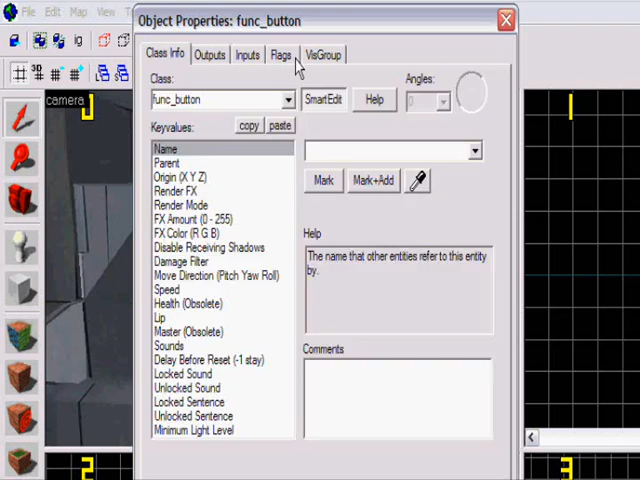 File
Edit
Map
View
Object Properties: func_button
Class Info
Outputs
Inputs
Flags
VisGroup
ig
3D
camera
Class:
func_button
SmartEdit
Help
Angles:
0
Keyvalues:
copy
paste
Name
Parent
Origin (X Y Z)
Render FX
Render Mode
FX Amount (0 - 255)
FX Color (R G B)
Disable Receiving Shadows
Damage Filter
Move Direction (Pitch Yaw Roll)
Speed
Health (Obsolete)
Lip
Master (Obsolete)
Sounds
Delay Before Reset (-1 stay)
Locked Sound
Unlocked Sound
Locked Sentence
Unlocked Sentence
Minimum Light Level
Mark
Mark+Add
Help
The name that other entities refer to this entity
by.
Comments
2
3